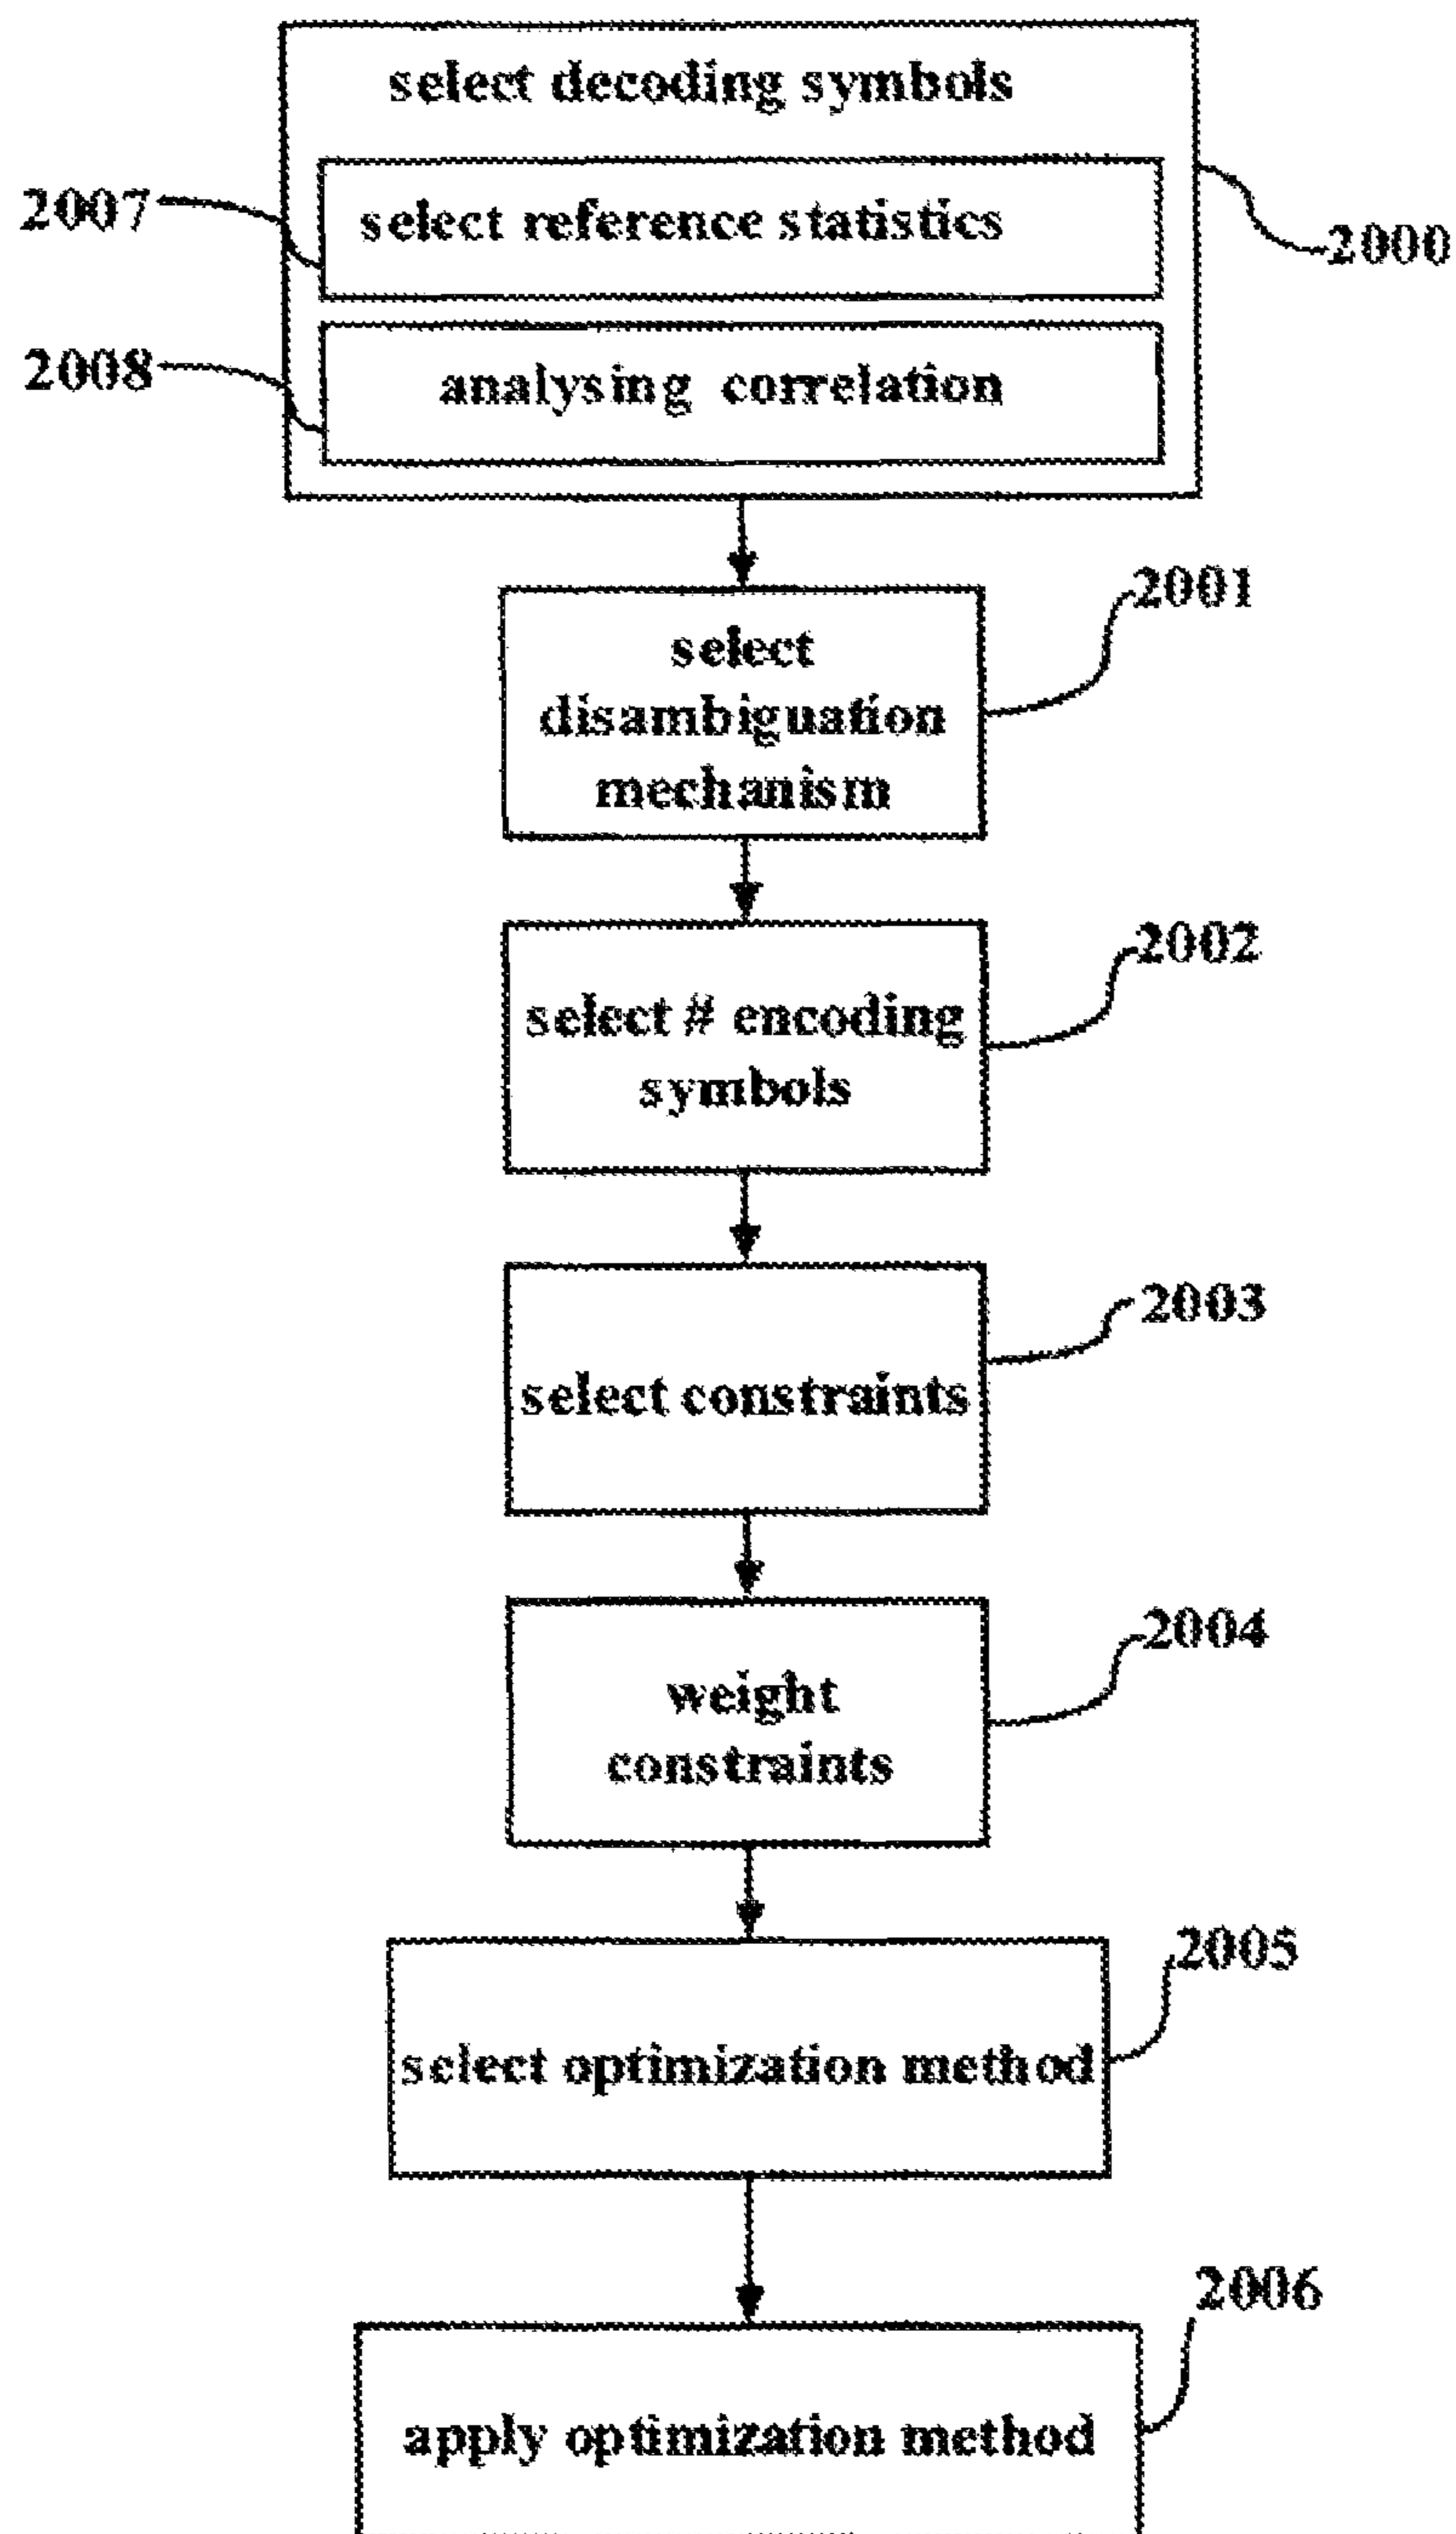 select decoding symbols
2007
select reference statistics
2000
2008
analysing correlation
2001
select
disambiguation
mechanism
2002
select # encoding
symbols
2003
select constraints
2004
weight
constraints
2005
select optimization method
2006
apply optimization method